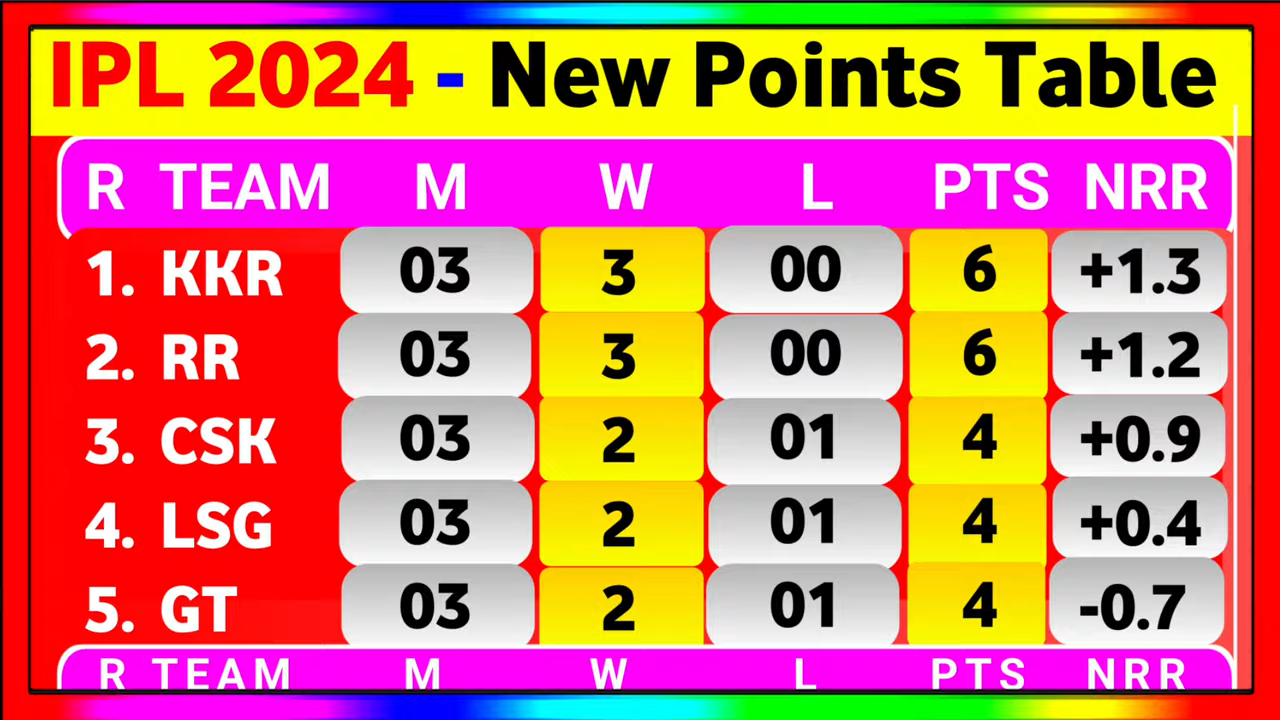 IPL 2024 - New Points Table
R TEAM M W L PTS NRR
1. KKR 03 3 00 6 +1.3
2. RR 03 3 00 6 +1.2
3. CSK 03 2 01 4 +0.9
4. LSG 03 2 01 4 +0.4
5. GT 03 2 01 4 -0.7
R TEAM M W L PTS NRR